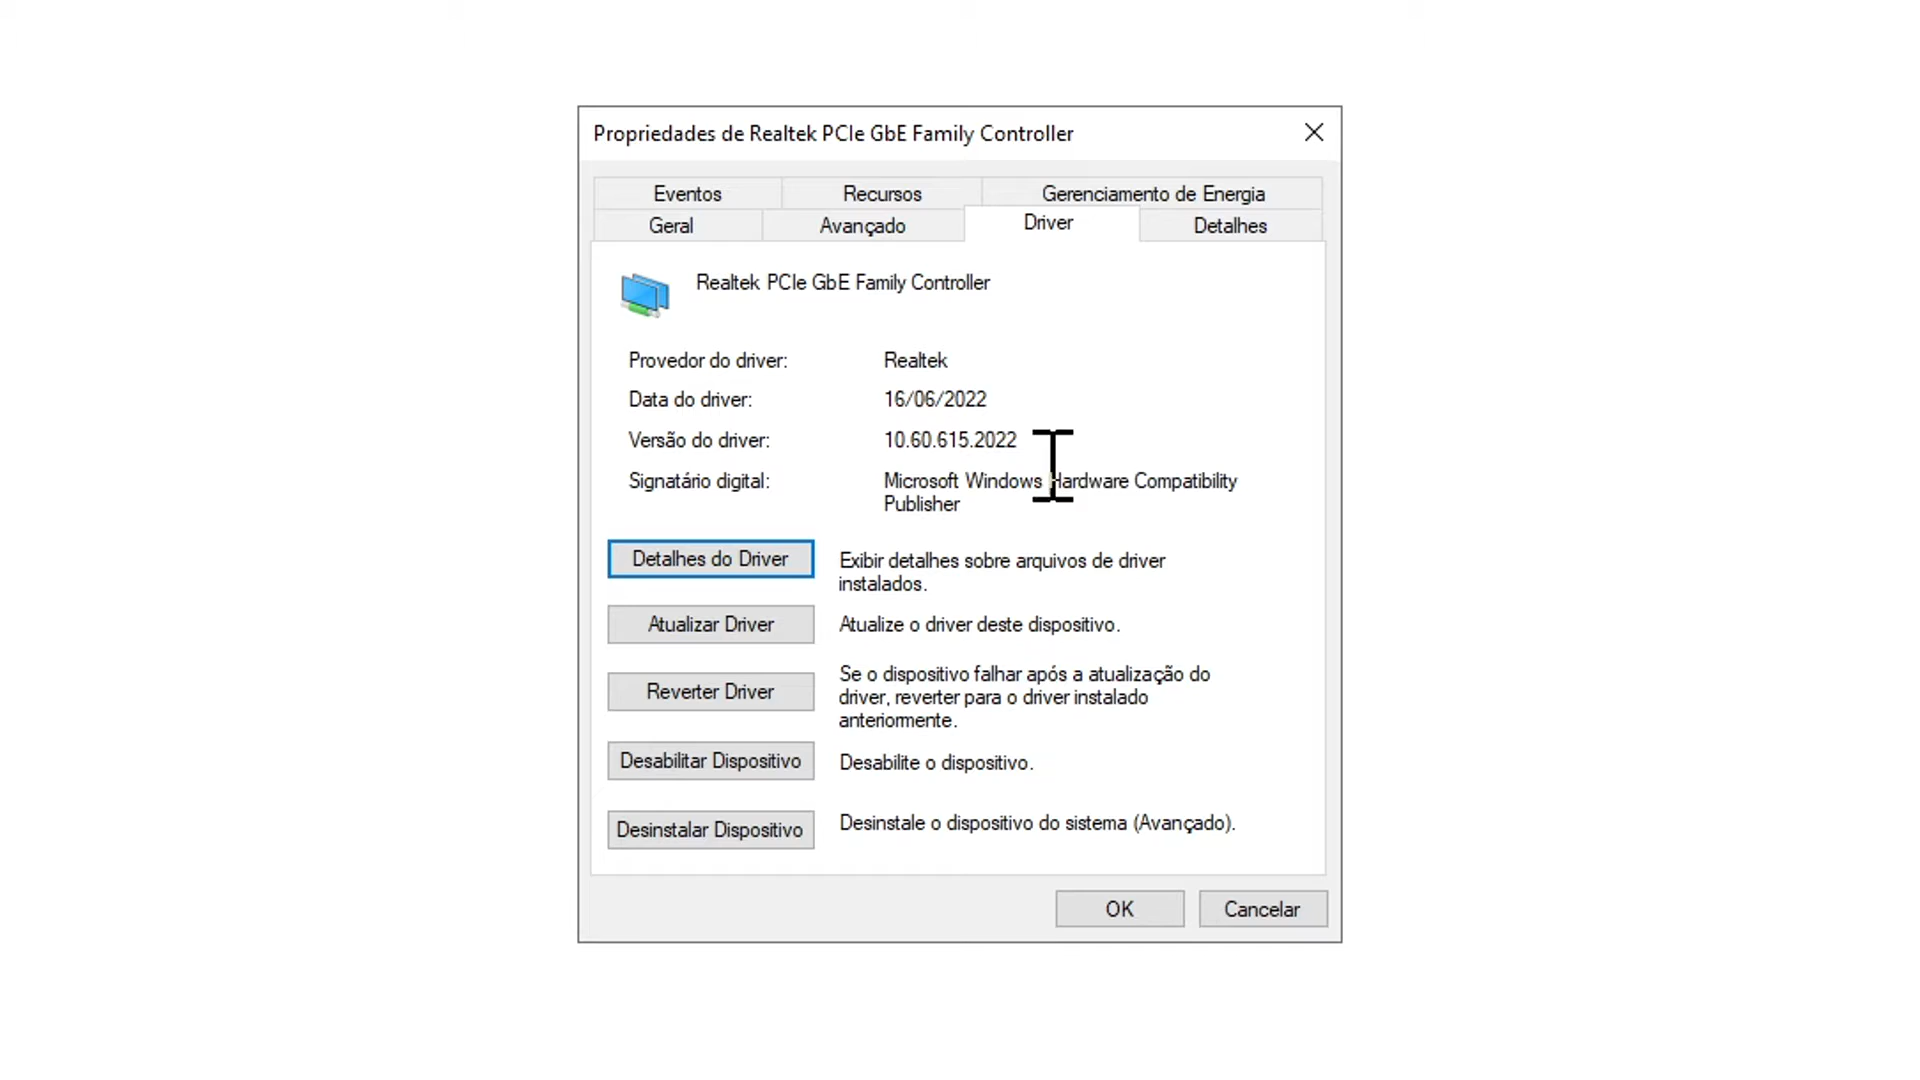 Propriedades de Realtek PCIe GbE Family Controller
Eventos
Recursos
Gerenciamento de Energia
Geral
Avançado
Driver
Detalhes
Realtek PCIe GbE Family Controller
Provedor do driver:
Realtek
Data do driver:
16/06/2022
Versão do driver:
10.60.615.2022
Signatário digital:
Microsoft Windows Hardware Compatibility
Publisher
Detalhes do Driver
Exibir detalhes sobre arquivos de driver
instalados.
Atualizar Driver
Atualize o driver deste dispositivo.
Reverter Driver
Se o dispositivo falhar após a atualização do
driver, reverter para o driver instalado
anteriormente.
Desabilitar Dispositivo
Desabilite o dispositivo.
Desinstalar Dispositivo
Desinstale o dispositivo do sistema (Avançado).
OK
Cancelar